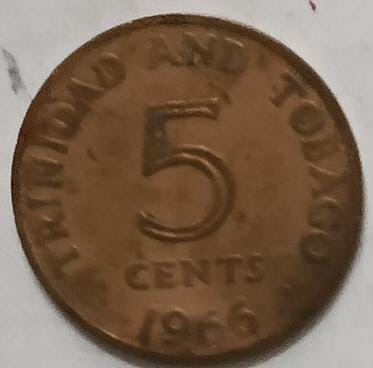 TRINIDAD AND TOBAGO
5
CENTS
1966